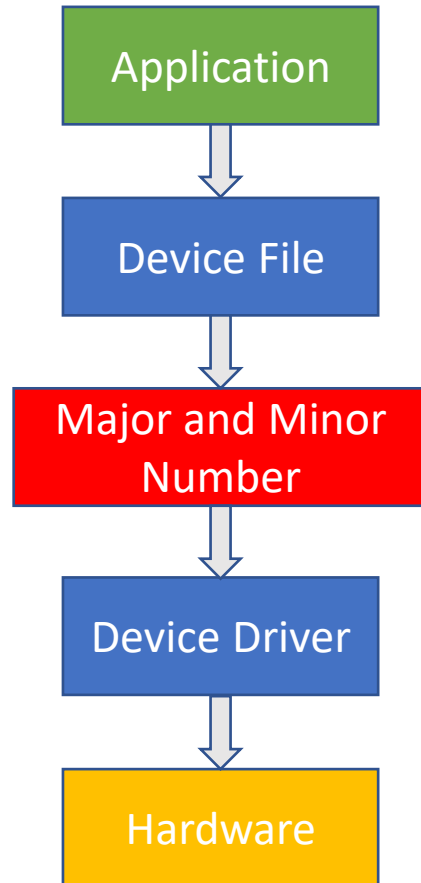 Application
Device File
Major and Minor
Number
Device Driver
Hardware